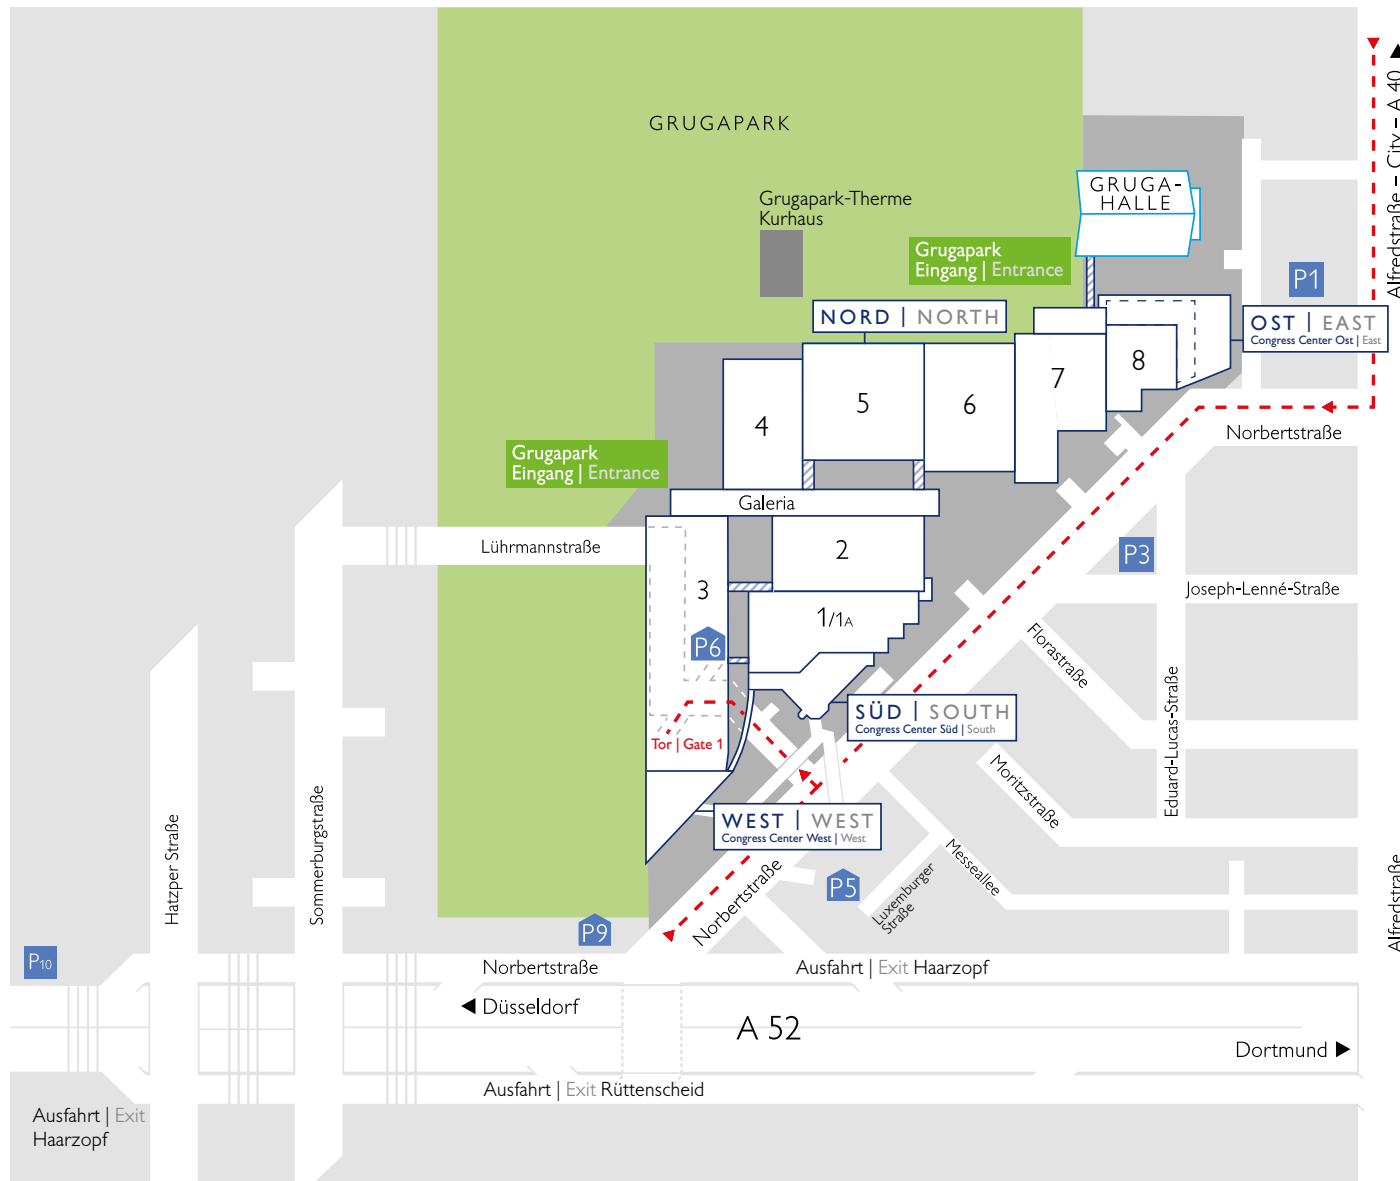 GRUGAPARK
Grugapark-Therme
Kurhaus
GRUGA-
HALLE
Grugapark
Eingang | Entrance
P1
Alfredstraße – City – A 40
NORD | NORTH
OST | EAST
Congress Center Ost | East
4
5
6
7
8
Norbertstraße
Grugapark
Eingang | Entrance
Galeria
Lührmannstraße
2
3
1/1A
P3
Joseph-Lenné-Straße
P6
Florastraße
Eduard-Lucas-Straße
SÜD | SOUTH
Congress Center Süd | South
Tor | Gate 1
Moritzstraße
WEST | WEST
Congress Center West | West
Hatzper Straße
Sommerburgstraße
Messeallee
Luxemburger
Straße
P5
Norbertstraße
Alfredstraße
P9
P10
Norbertstraße
Ausfahrt | Exit Haarzopf
Düsseldorf
A 52
Dortmund
Ausfahrt | Exit Rüttenscheid
Ausfahrt | Exit
Haarzopf